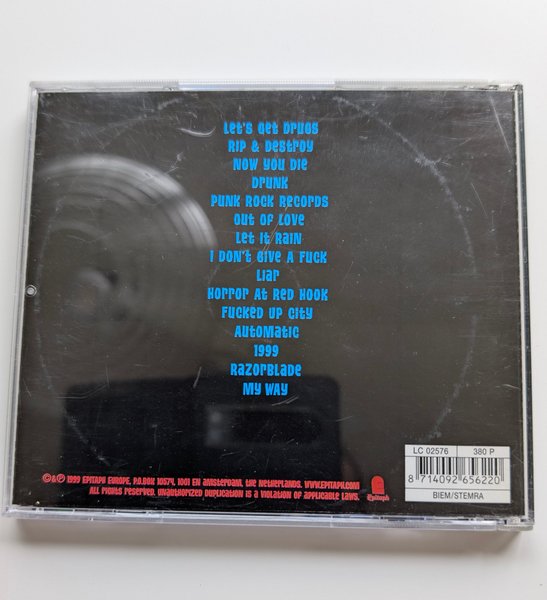 Let's Get Drugs
Rip & Destroy
Now You Die
Drunk
Punk Rock Records
Out Of Love
Let It Rain
I Don't Give A Fuck
Liar
Horror At Red Hook
Fucked Up City
Automatic
1999
Razorblade
My Way
©&℗ 1999 Epitaph Europe, P.O.Box 10574, 1001 EN Amsterdam, The Netherlands. www.epitaph.com
All rights reserved. Unauthorized duplication is a violation of applicable laws.
Epitaph
LC 02576 380 P
8 714092 656220
BIEM/STEMRA